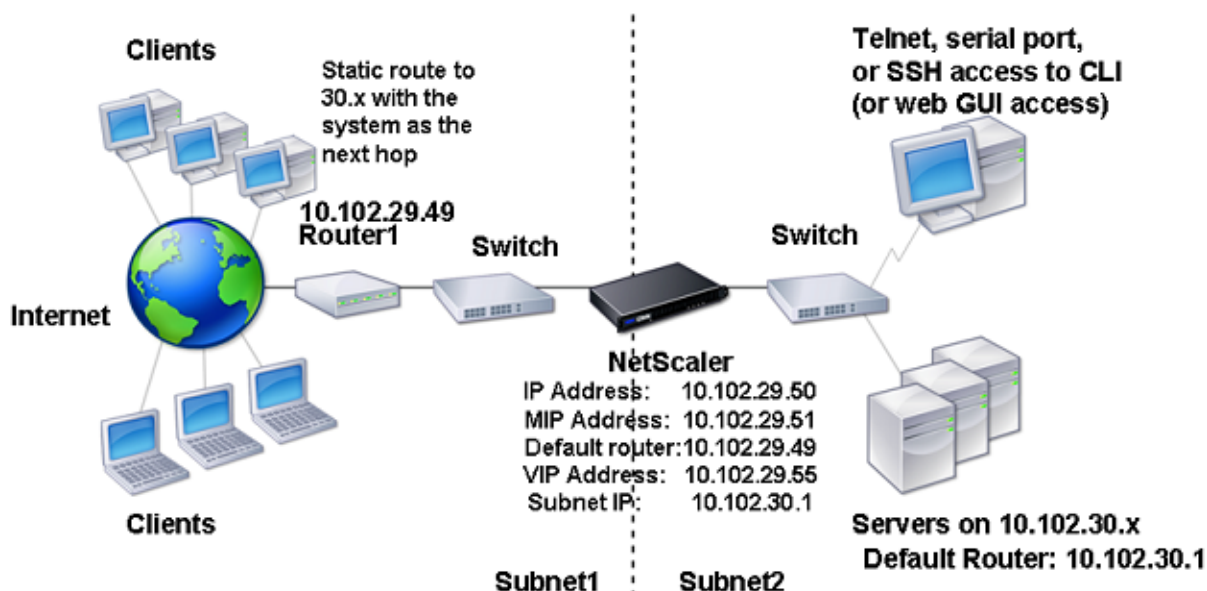 Clients
Static route to
30.x with the
system as the
next hop
10.102.29.49
Router1
Switch
Internet
Clients
Telnet, serial port,
or SSH access to CLI
(or web GUI access)
Switch
NetScaler
IP Address: 10.102.29.50
MIP Address: 10.102.29.51
Default router: 10.102.29.49
VIP Address: 10.102.29.55
Subnet IP: 10.102.30.1
Servers on 10.102.30.x
Default Router: 10.102.30.1
Subnet1
Subnet2